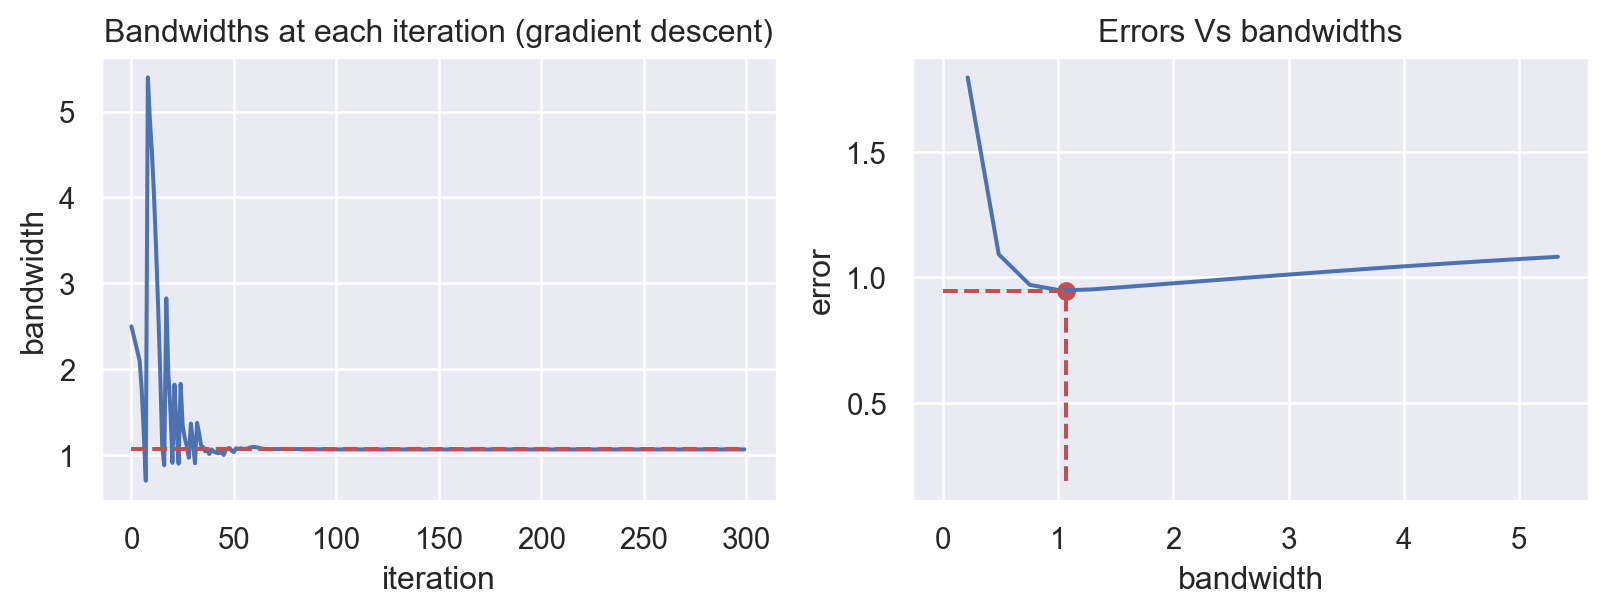 Bandwidths at each iteration (gradient descent)
bandwidth
5
4
3
2
1
0 50 100 150 200 250 300
iteration
Errors Vs bandwidths
error
1.5
1.0
0.5
0 1 2 3 4 5
bandwidth